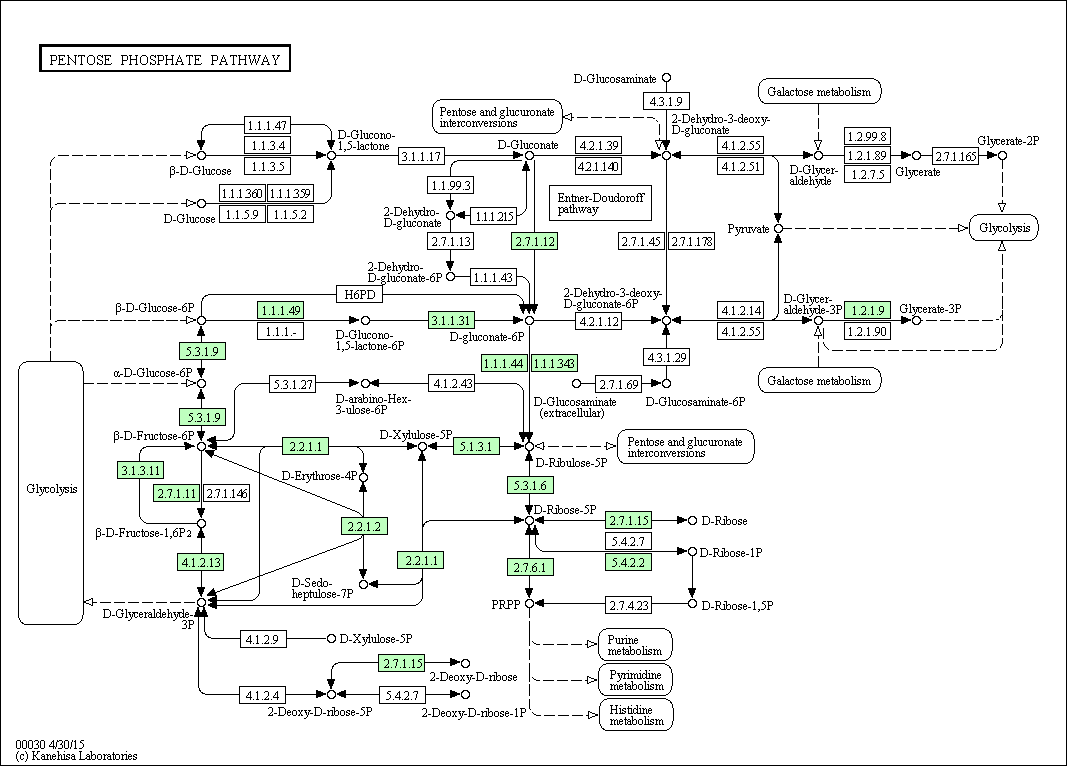 PENTOSE PHOSPHATE PATHWAY
D-Glucosaminate
4.3.1.9
Galactose metabolism
Pentose and glucuronate
interconversions
2-Dehydro-3-deoxy-
D-gluconate
1.1.1.47
1.1.3.4
1.1.3.5
D-Glucono-
1,5-lactone
β-D-Glucose
3.1.1.17
D-Gluconate
4.2.1.39
4.2.1.140
4.1.2.55
4.1.2.51
D-Glycer-
aldehyde
1.2.99.8
1.2.1.89
1.2.7.5
Glycerate
2.7.1.165
Glycerate-2P
1.1.1.360
1.1.1.359
1.1.5.9
1.1.5.2
D-Glucose
1.1.99.3
2-Dehydro-
D-gluconate
1.1.1.215
Entner-Doudoroff
pathway
2.7.1.13
2.7.1.12
2.7.1.45
2.7.1.178
Pyruvate
Glycolysis
2-Dehydro-
D-gluconate-6P
1.1.1.43
H6PD
2-Dehydro-3-deoxy-
D-gluconate-6P
β-D-Glucose-6P
1.1.1.49
1.1.1.-
D-Glucono-
1,5-lactone-6P
3.1.1.31
D-gluconate-6P
4.2.1.12
4.1.2.14
4.1.2.55
D-Glycer-
aldehyde-3P
1.2.1.9
1.2.1.90
Glycerate-3P
5.3.1.9
1.1.1.44
1.1.1.343
4.3.1.29
α-D-Glucose-6P
5.3.1.27
D-arabino-Hex-
3-ulose-6P
4.1.2.43
2.7.1.69
D-Glucosaminate
(extracellular)
D-Glucosaminate-6P
Galactose metabolism
5.3.1.9
β-D-Fructose-6P
2.2.1.1
D-Xylulose-5P
5.1.3.1
D-Ribulose-5P
Pentose and glucuronate
interconversions
3.1.3.11
2.7.1.11
2.7.1.146
D-Erythrose-4P
5.3.1.6
Glycolysis
β-D-Fructose-1,6P2
2.2.1.2
D-Ribose-5P
2.7.1.15
D-Ribose
5.4.2.7
5.4.2.2
D-Ribose-1P
4.1.2.13
2.2.1.1
2.7.6.1
D-Sedo-
heptulose-7P
D-Glyceraldehyde-
3P
PRPP
2.7.4.23
D-Ribose-1,5P
4.1.2.9
D-Xylulose-5P
Purine
metabolism
2.7.1.15
2-Deoxy-D-ribose
Pyrimidine
metabolism
4.1.2.4
2-Deoxy-D-ribose-5P
5.4.2.7
2-Deoxy-D-ribose-1P
Histidine
metabolism
00030 4/30/15
(c) Kanehisa Laboratories